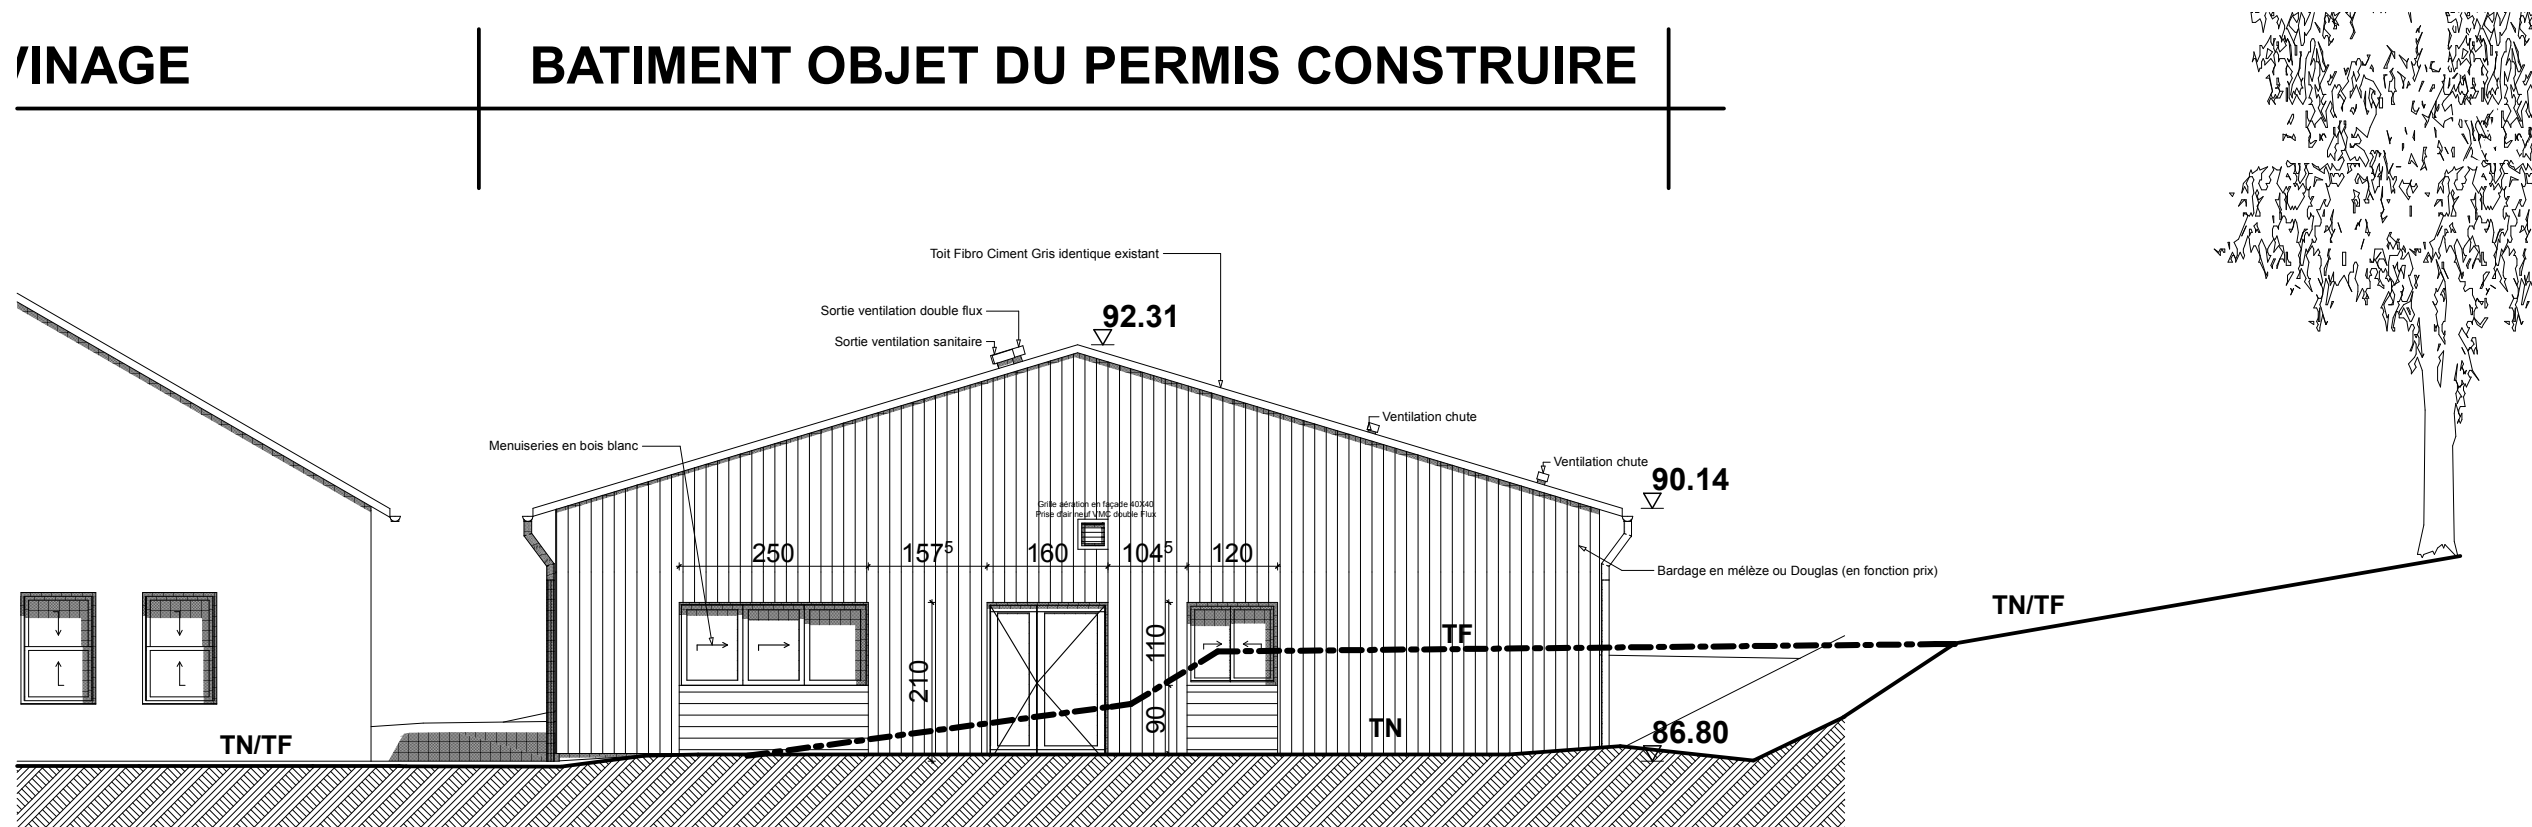 VINAGE
BATIMENT OBJET DU PERMIS CONSTRUIRE
Toit Fibro Ciment Gris identique existant
Sortie ventilation double flux
92.31
Sortie ventilation sanitaire
Ventilation chute
Menuiseries en bois blanc
Ventilation chute
90.14
Grille aération en façade 40X40
Prise d'air neuf VMC double Flux
250
157⁵
160
104⁵
120
Bardage en mélèze ou Douglas (en fonction prix)
TN/TF
TF
110
210
90
TN
86.80
TN/TF